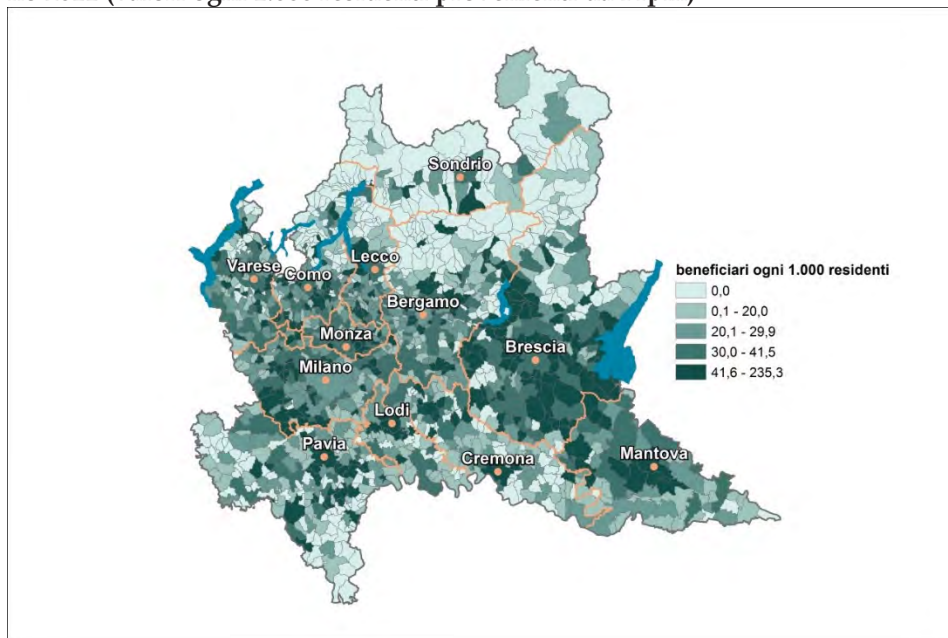 Sondrio
Varese
Como
Lecco
Bergamo
Monza
Milano
Brescia
Lodi
Pavia
Cremona
Mantova
beneficiari ogni 1.000 residenti
0,0
0,1 - 20,0
20,1 - 29,9
30,0 - 41,5
41,6 - 235,3